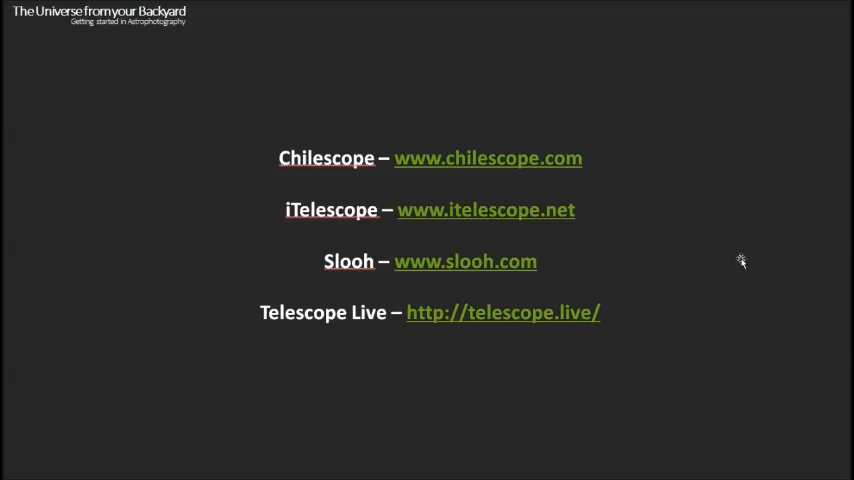 The Universe from your Backyard
Getting started in Astrophotography
Chilescope – www.chilescope.com
iTelescope – www.itelescope.net
Slooh – www.slooh.com
Telescope Live – http://telescope.live/